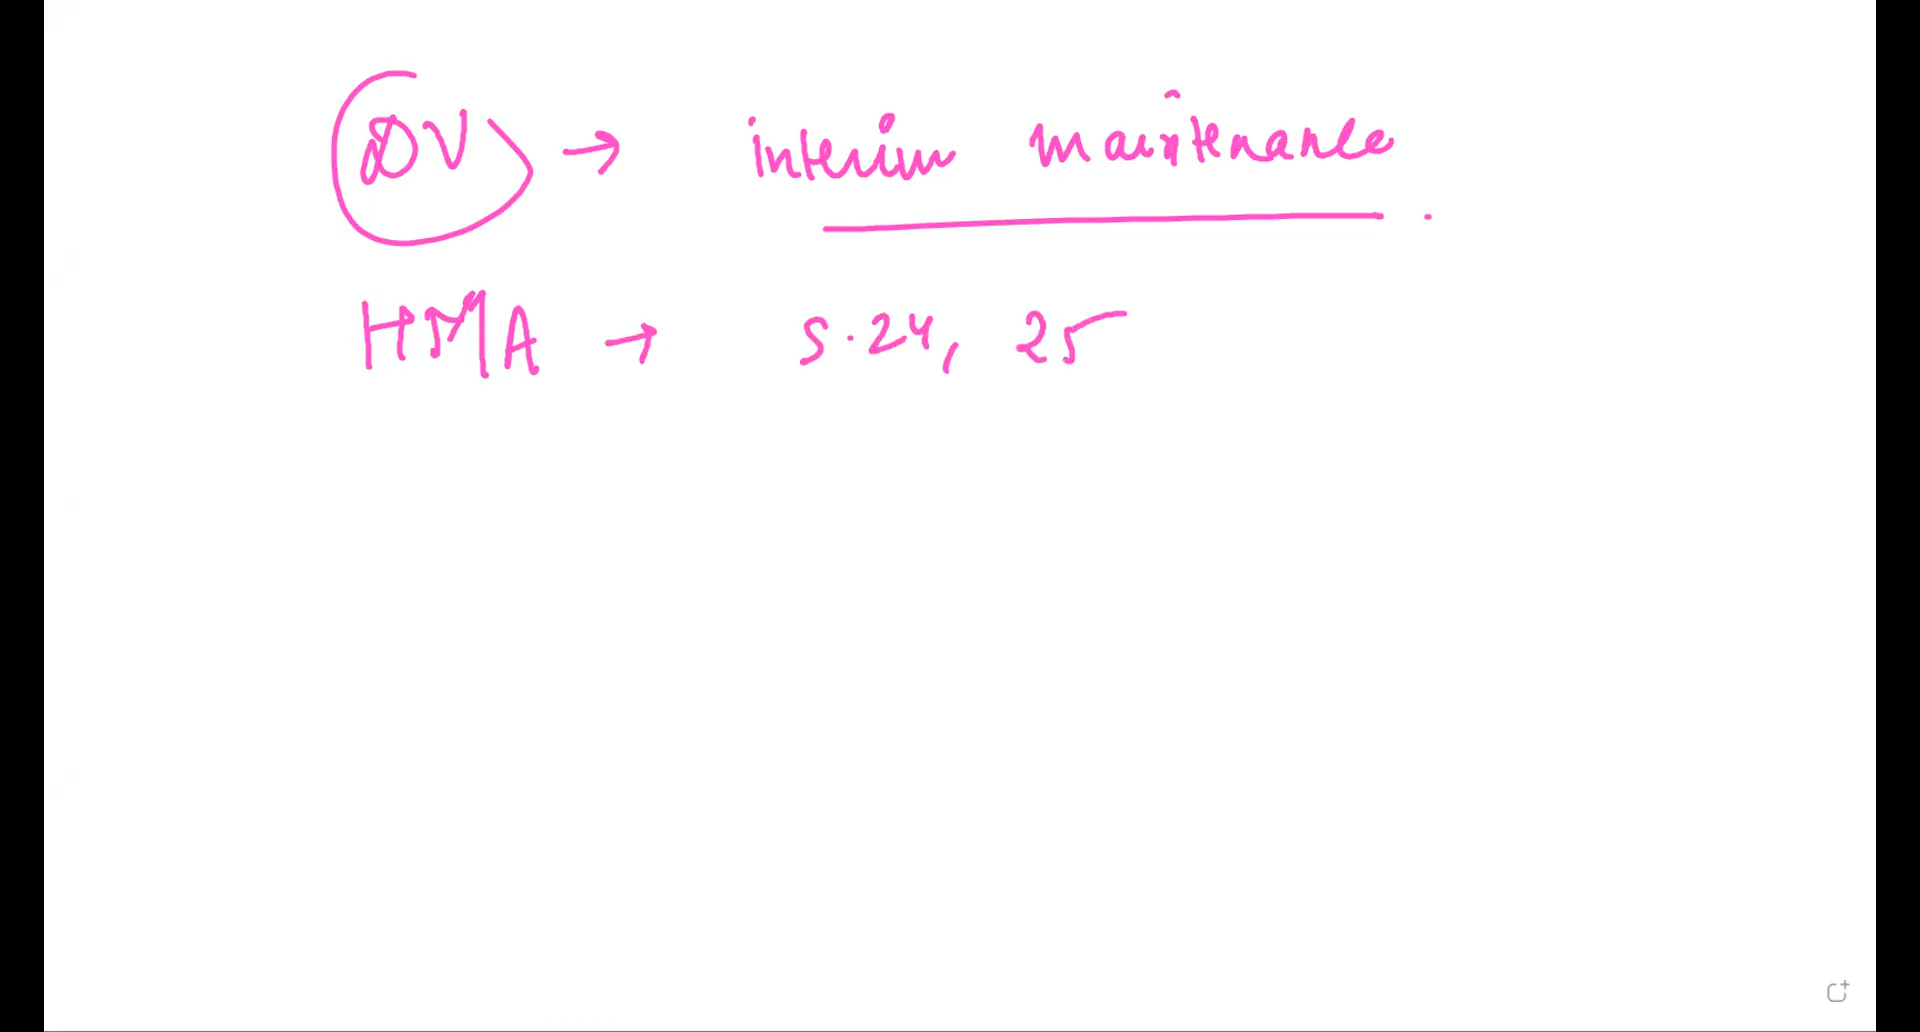 DV → interim maintenance.
HMA → S.24, 25